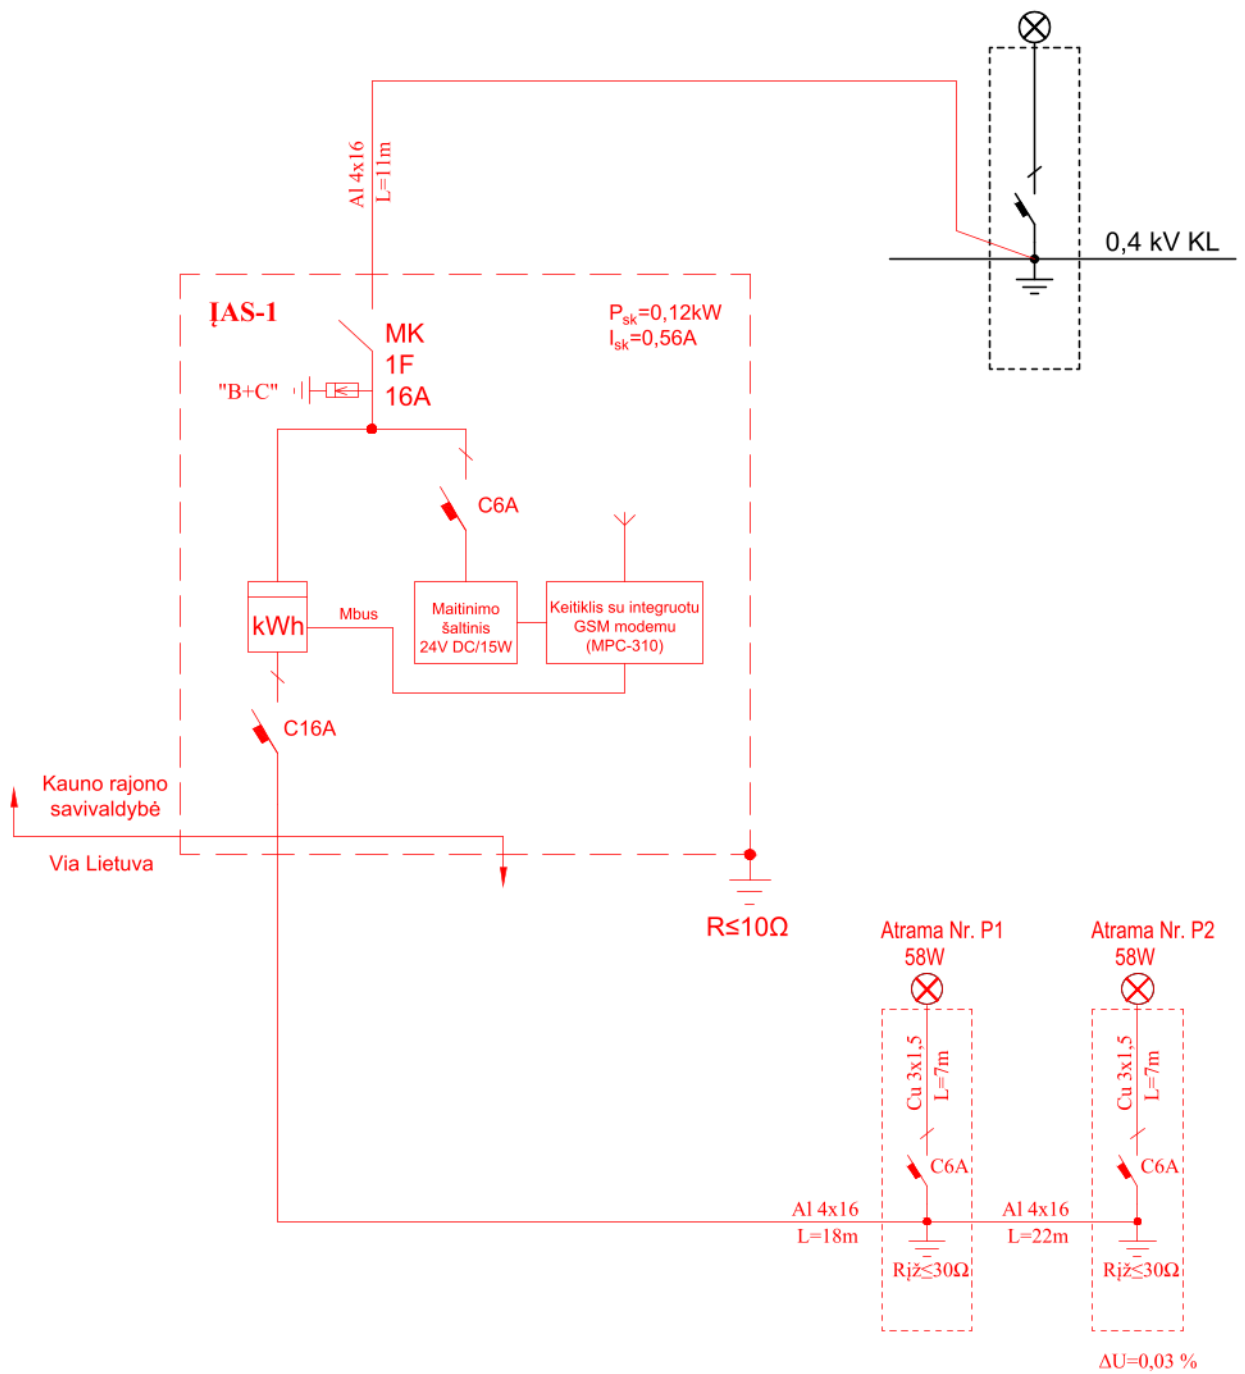 0,4 kV KL
Al 4x16
L=11m
ĮAS-1
P sk=0,12kW
I sk=0,56A
MK
1F
16A
"B+C"
C6A
kWh
Mbus
Maitinimo
šaltinis
24V DC/15W
Keitiklis su integruotu
GSM modemu
(MPC-310)
C16A
Kauno rajono
savivaldybė
Via Lietuva
R≤10Ω
Atrama Nr. P1
58W
Cu 3x1,5
L=7m
C6A
Al 4x16
L=18m
Rįž≤30Ω
Atrama Nr. P2
58W
Cu 3x1,5
L=7m
C6A
Al 4x16
L=22m
Rįž≤30Ω
ΔU=0,03 %